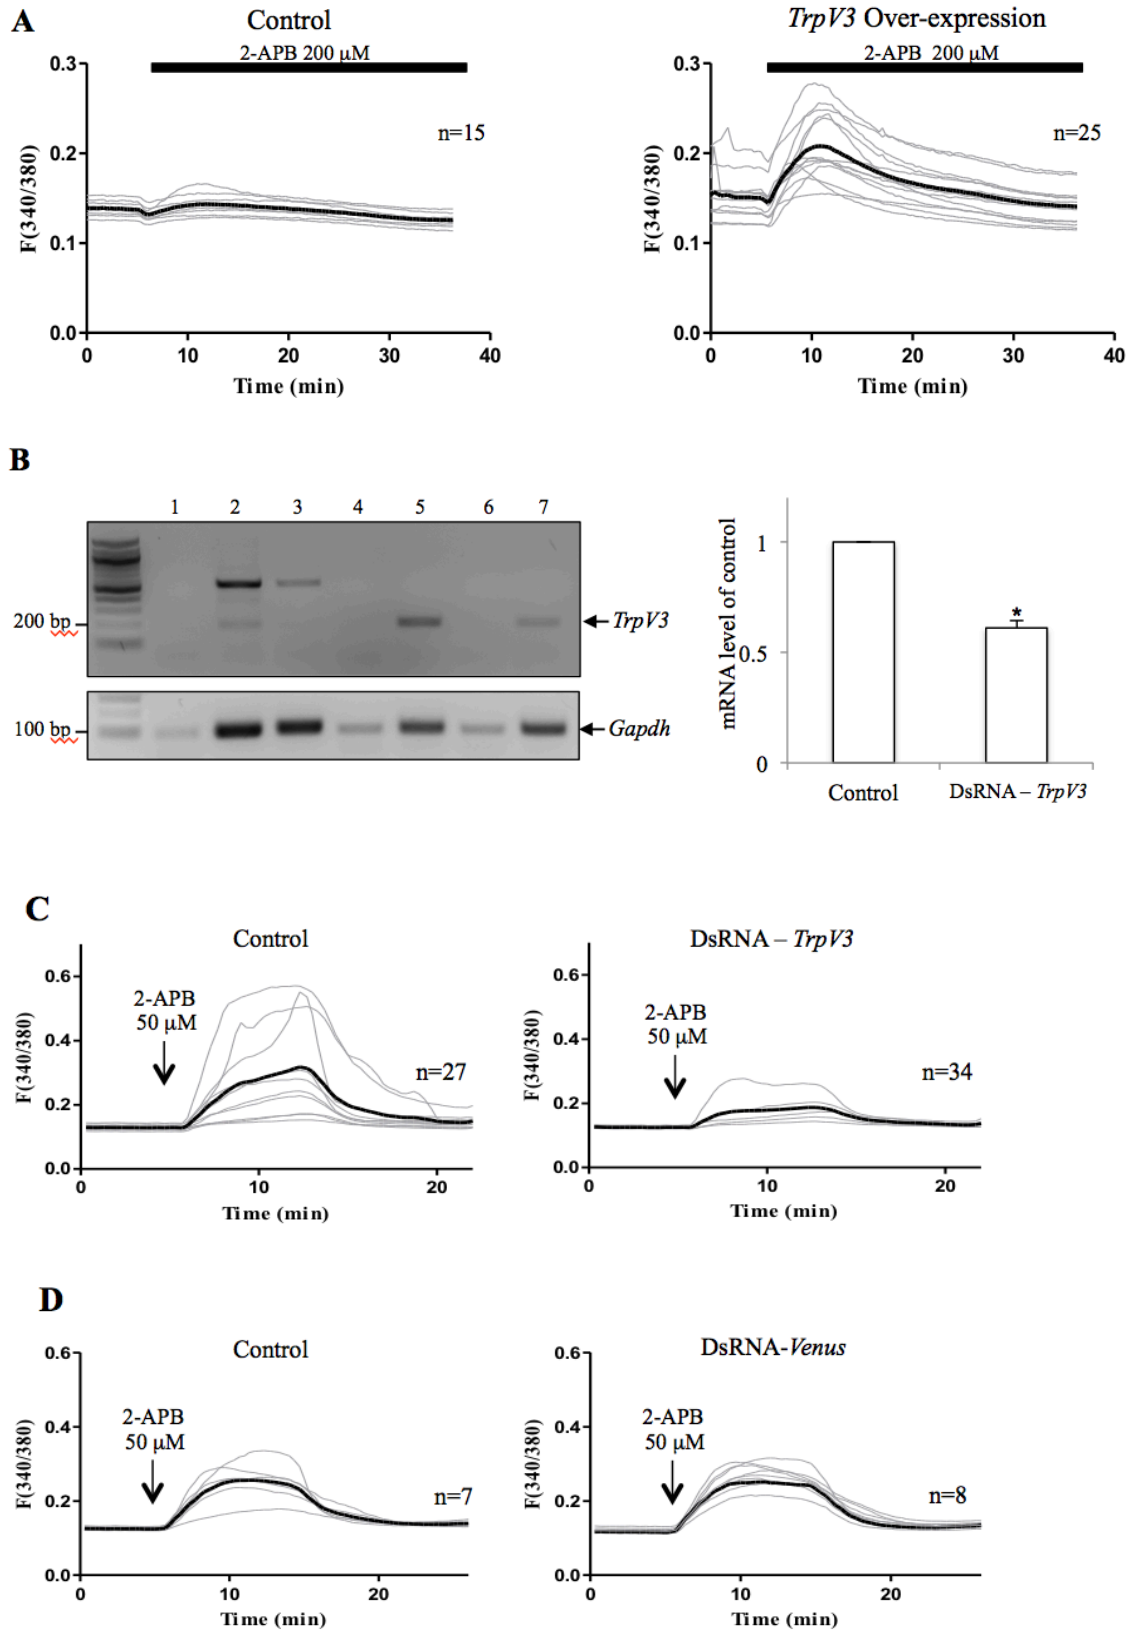 A
Control
TrpV3 Over-expression
2-APB 200 µM
2-APB 200 µM
0.3
0.2
0.1
0.0
F(340/380)
n=15
0 10 20 30 40
Time (min)
0.3
0.2
0.1
0.0
F(340/380)
n=25
0 10 20 30 40
Time (min)
B
1 2 3 4 5 6 7
200 bp
TrpV3
100 bp
Gapdh
mRNA level of control
1
0.5
0
*
Control
DsRNA – TrpV3
C
Control
DsRNA – TrpV3
0.6
0.4
0.2
0.0
F(340/380)
2-APB
50 µM
n=27
0 10 20
Time (min)
0.6
0.4
0.2
0.0
F(340/380)
2-APB
50 µM
n=34
0 10 20
Time (min)
D
Control
DsRNA-Venus
0.6
0.4
0.2
0.0
F(340/380)
2-APB
50 µM
n=7
0 10 20
Time (min)
0.6
0.4
0.2
0.0
F(340/380)
2-APB
50 µM
n=8
0 10 20
Time (min)